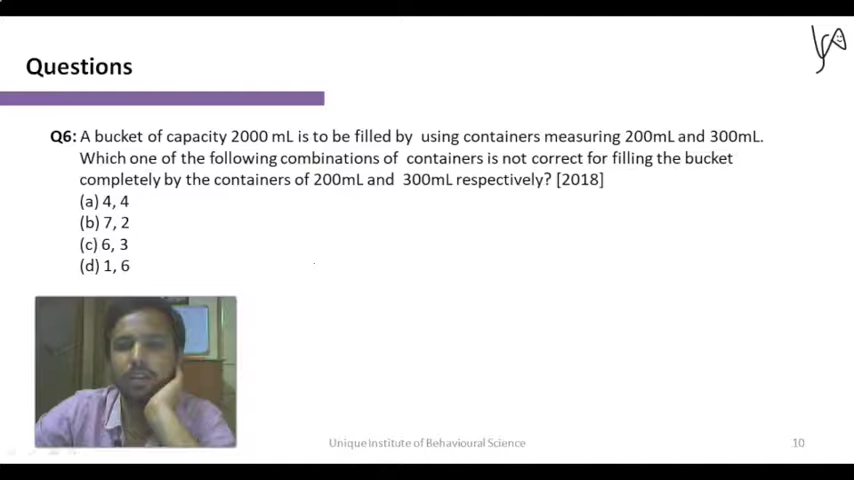 Questions
Q6: A bucket of capacity 2000 mL is to be filled by using containers measuring 200mL and 300mL.
Which one of the following combinations of containers is not correct for filling the bucket
completely by the containers of 200mL and 300mL respectively? [2018]
(a) 4, 4
(b) 7, 2
(c) 6, 3
(d) 1, 6
Unique Institute of Behavioural Science
10